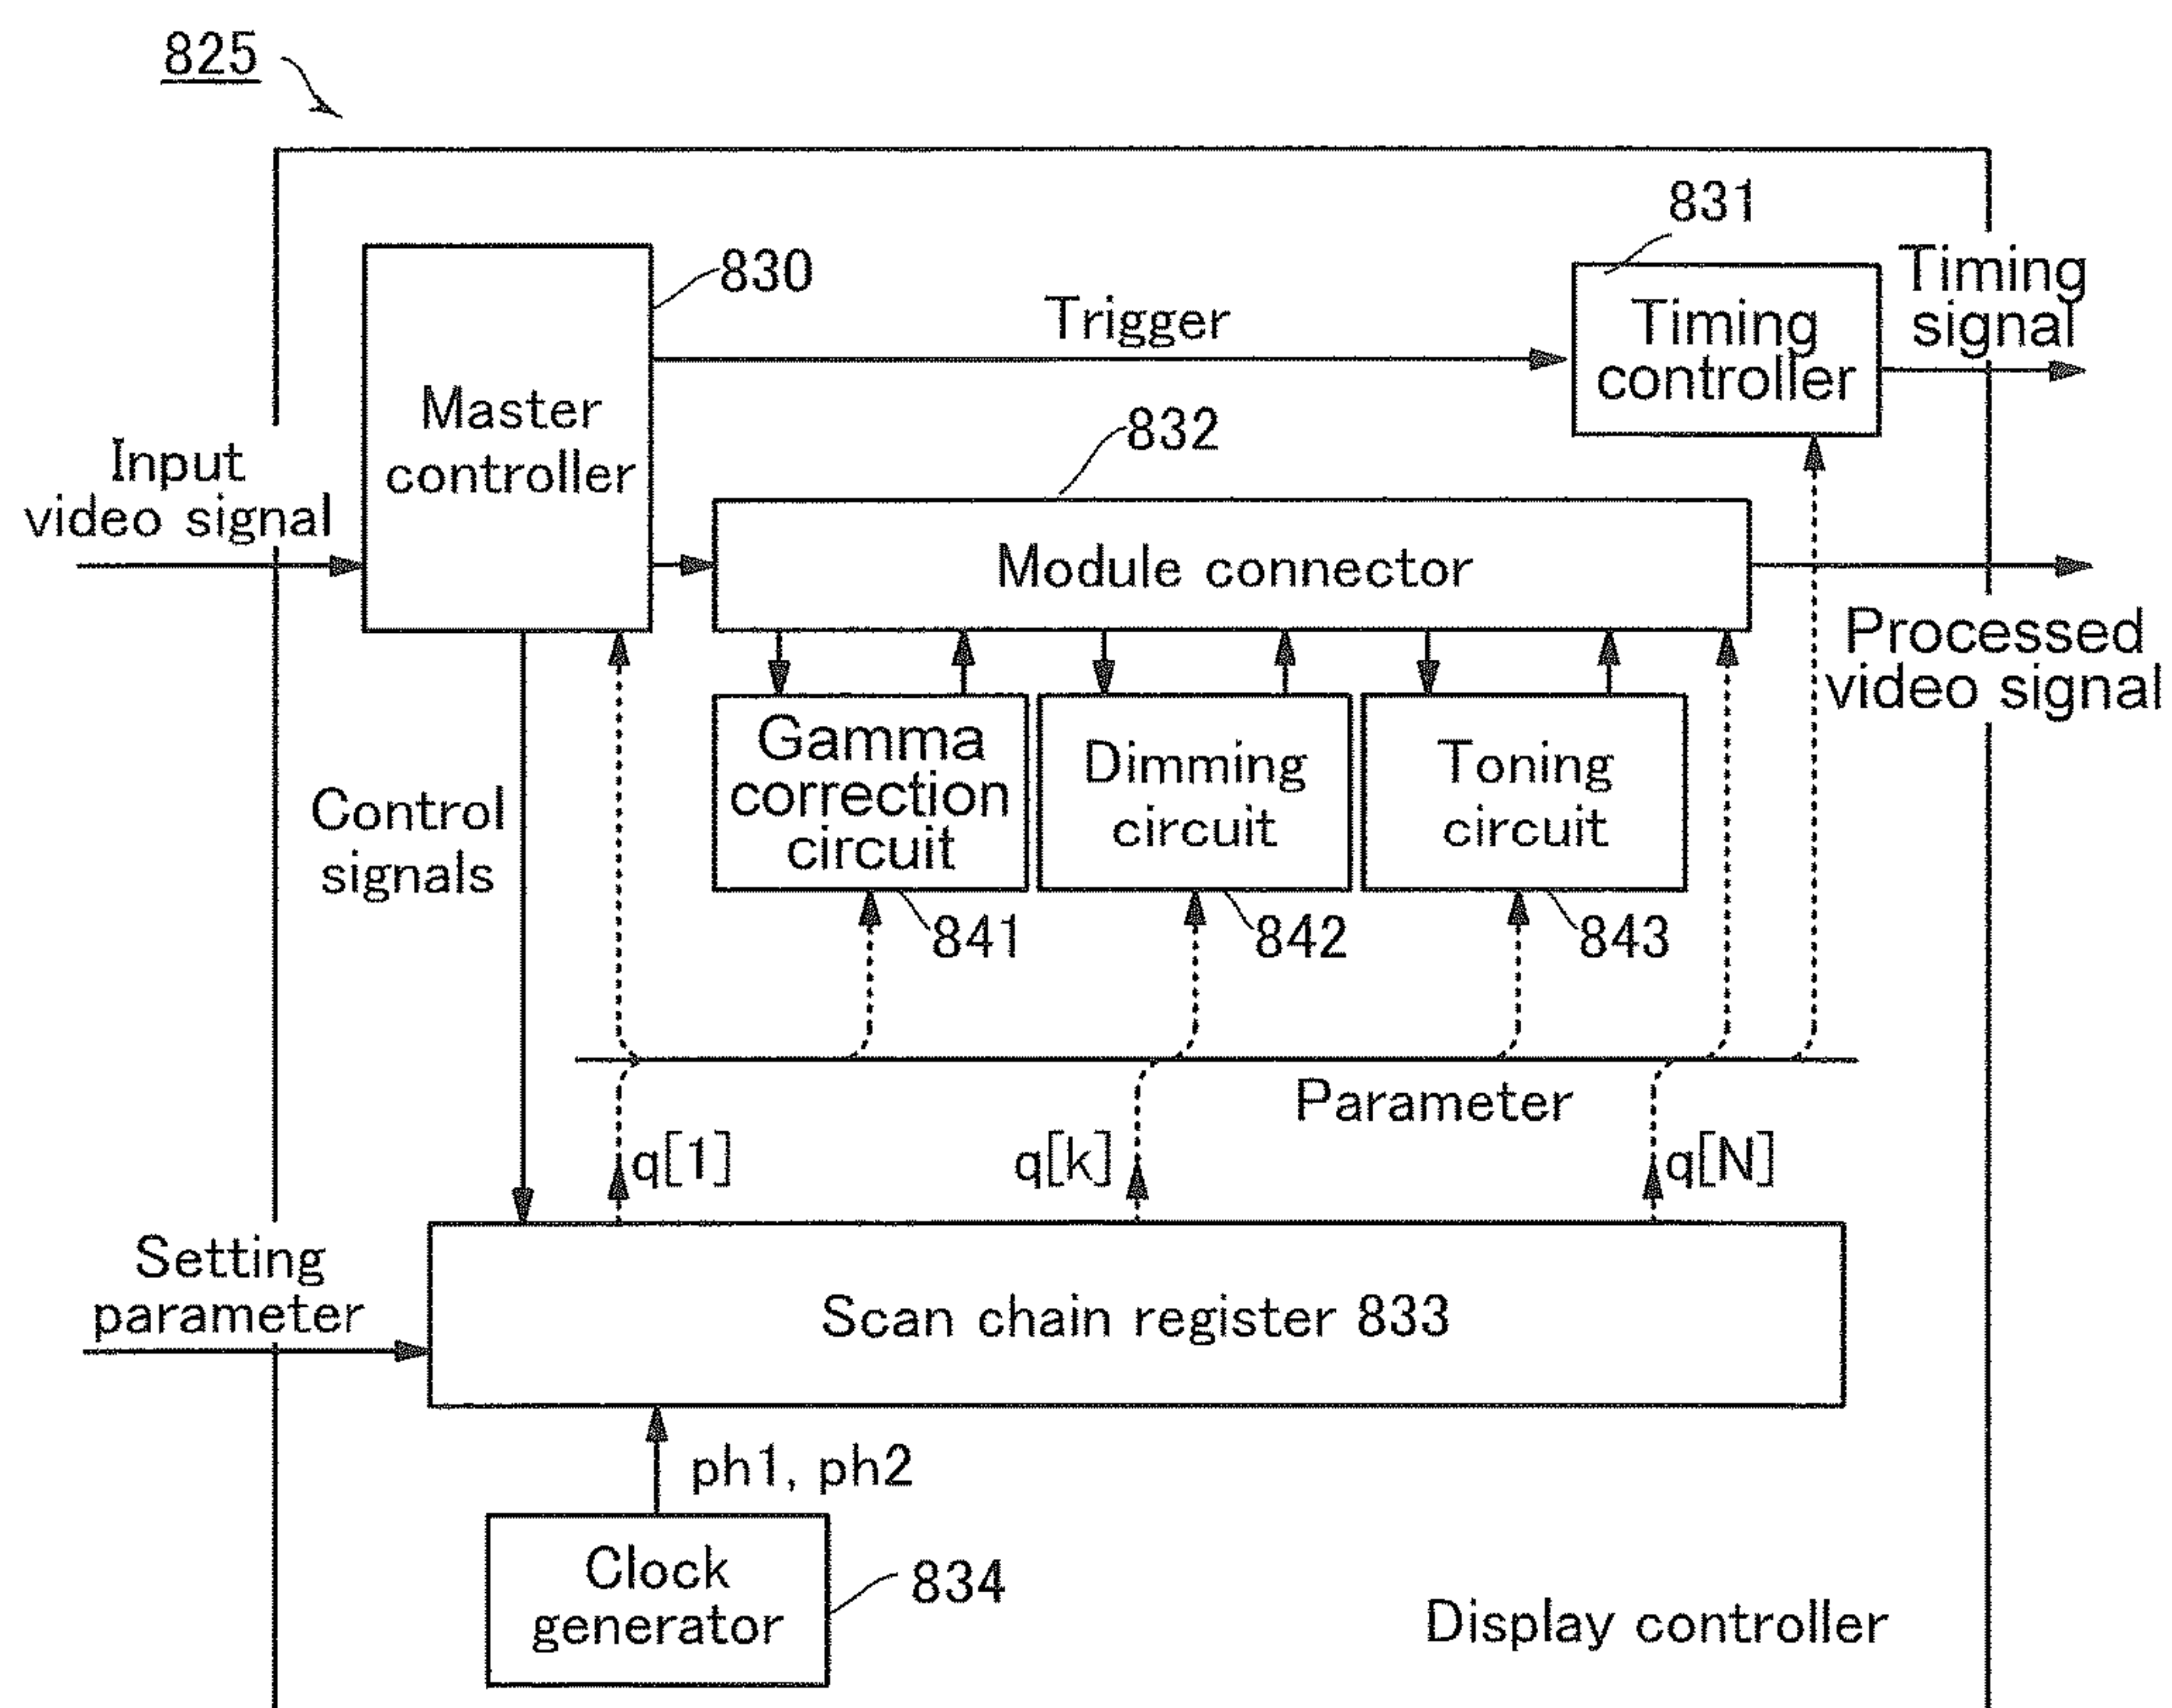 825
831
830
Timing
signal
Trigger
Timing
controller
Master
controller
832
Input
video signal
Module connector
Processed
video signal
Gamma
correction
circuit
Dimming
circuit
Toning
circuit
Control
signals
841
842
843
Parameter
q[1]
q[k]
q[N]
Setting
parameter
Scan chain register 833
ph1, ph2
Clock
generator
834
Display controller